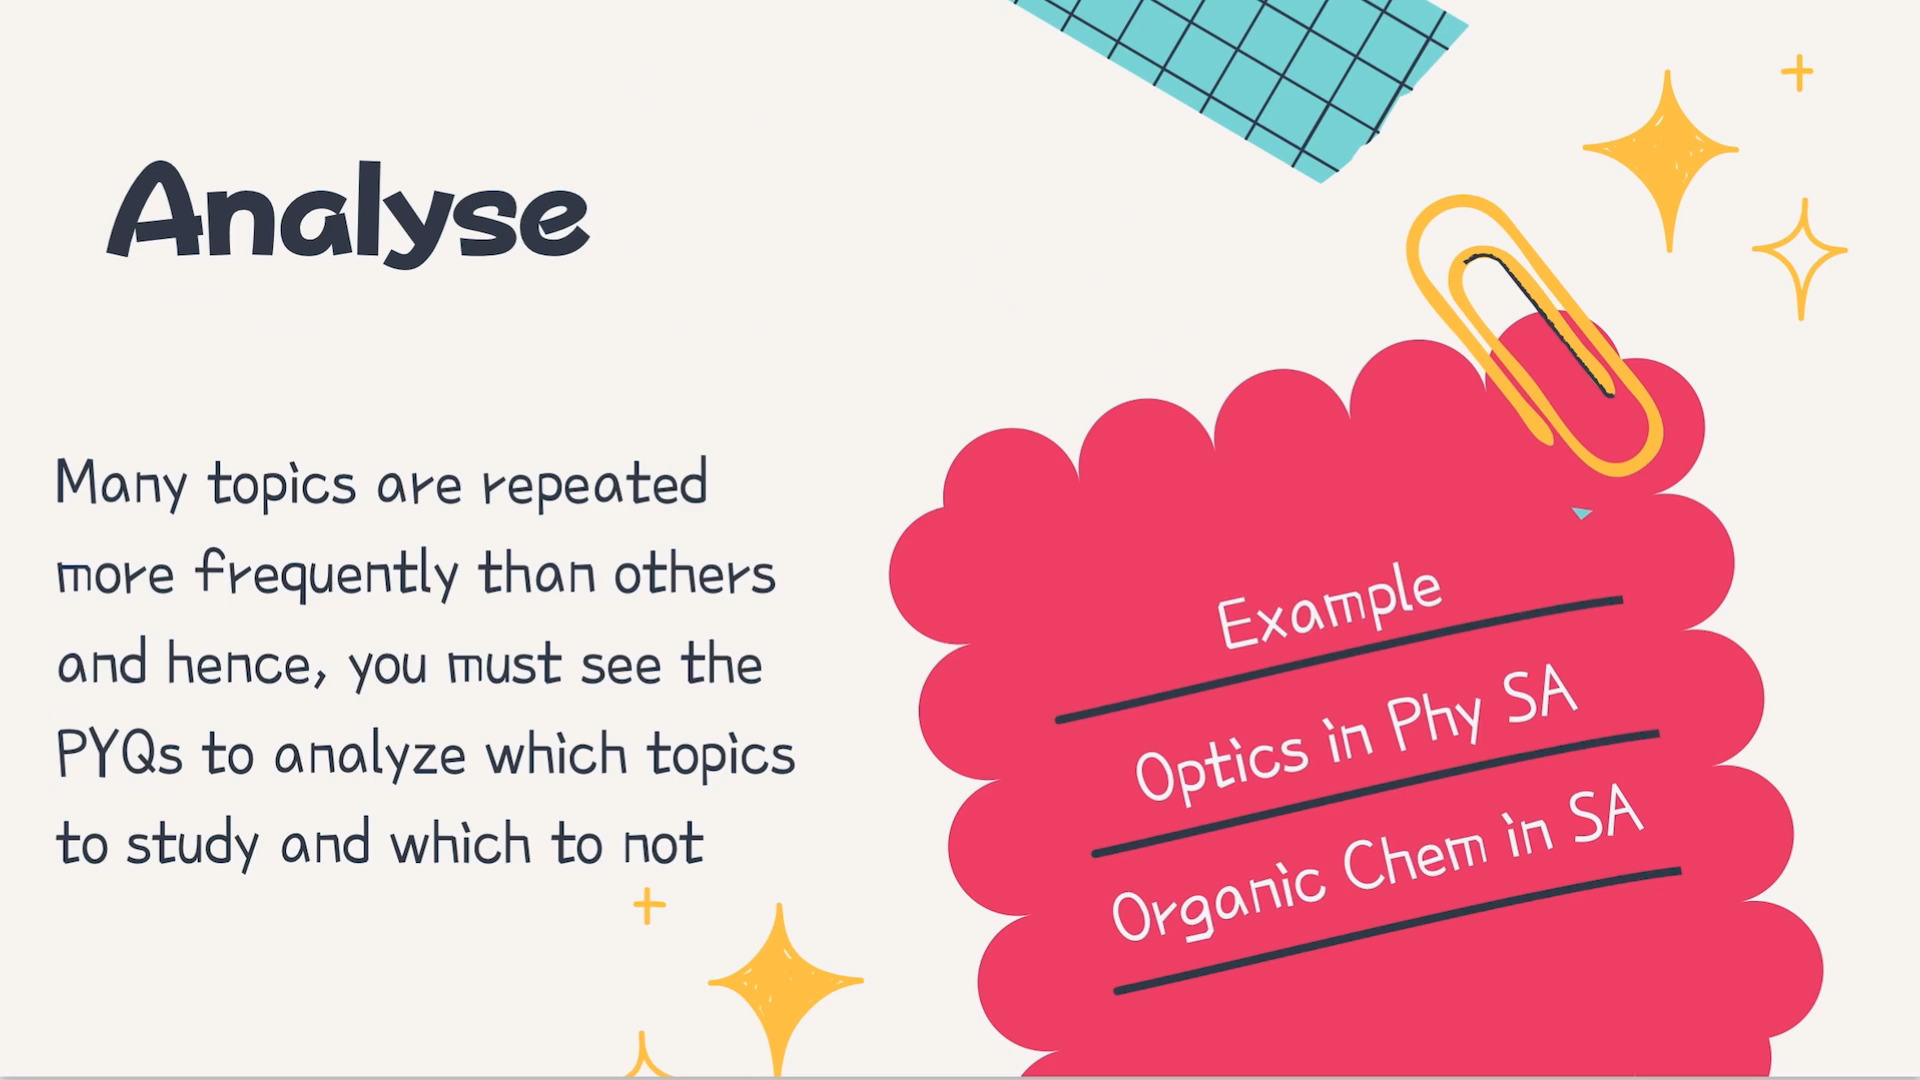 Analyse
Many topics are repeated
more frequently than others
and hence, you must see the
PYQs to analyze which topics
to study and which to not
Example
Optics in Phy SA
Organic Chem in SA